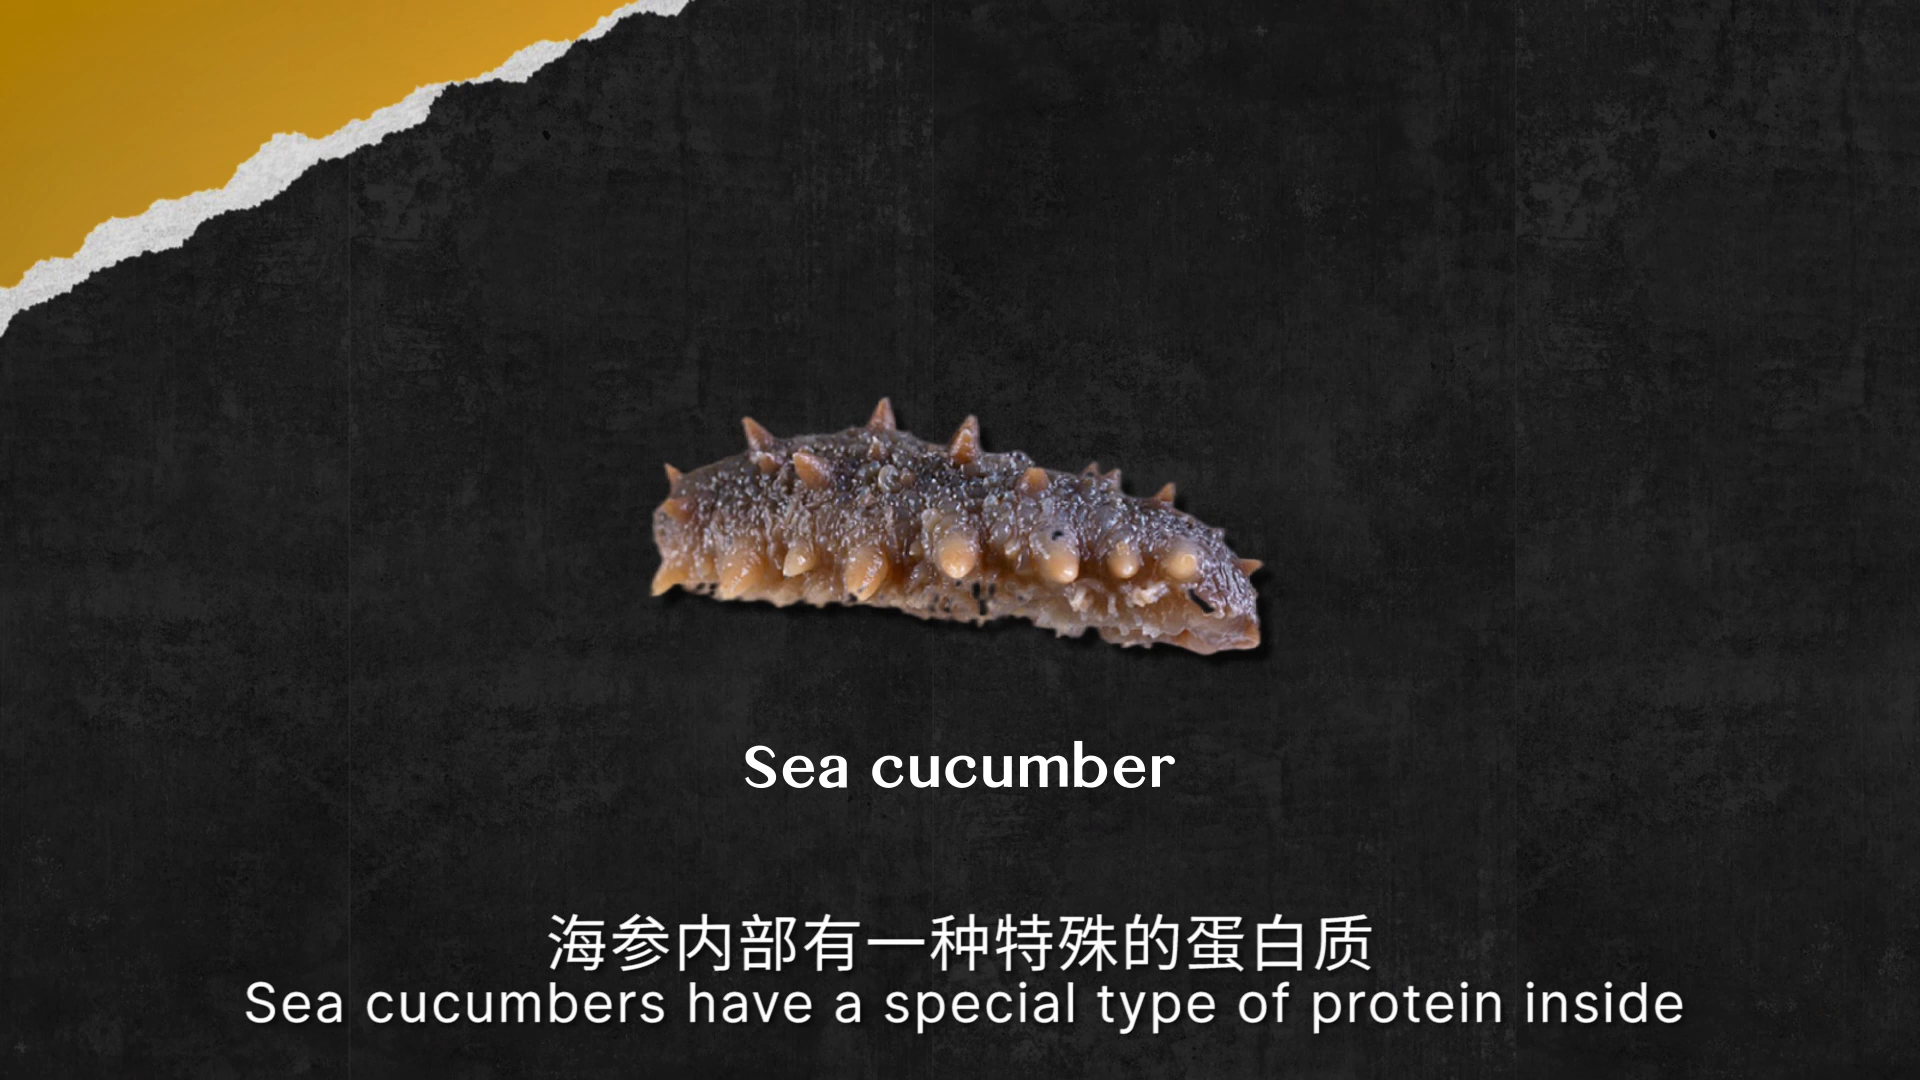 Sea cucumber
海参内部有一种特殊的蛋白质
Sea cucumbers have a special type of protein inside